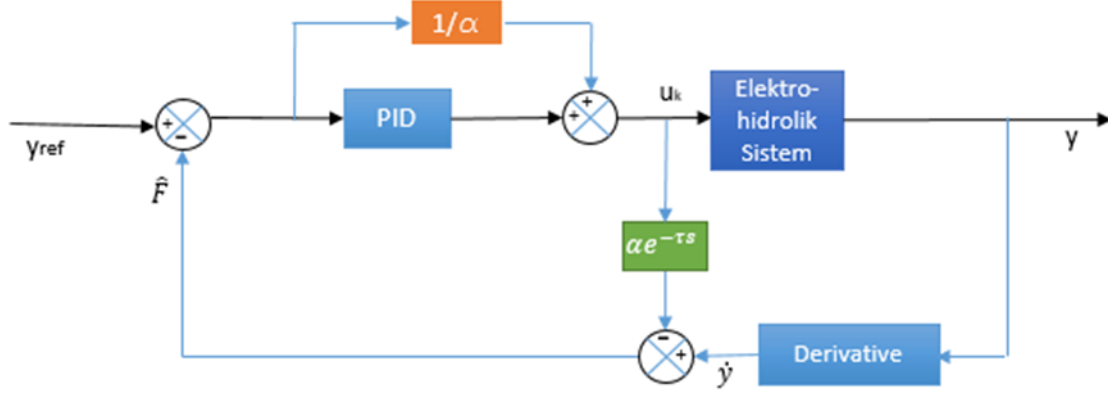 1/α
+
PID
+
+
uₖ
Elektro-
hidrolik
Sistem
+
-
yref
y
F̂
αe^{-τs}
-
+
ẏ
Derivative